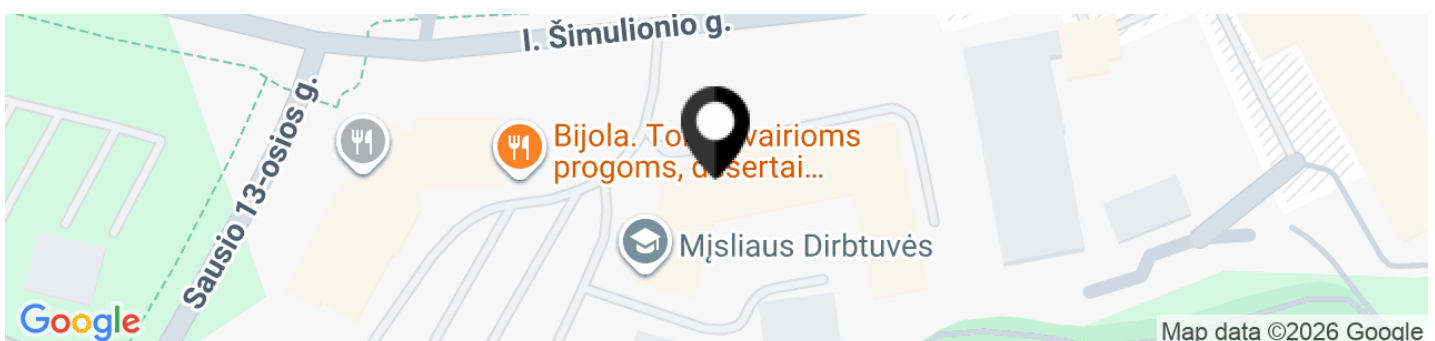 I. Šimulionio g.
Sausio 13-osios g.
Bijola. To vairioms
progoms, d sertai...
Mįsliaus Dirbtuvės
Google
Map data ©2026 Google